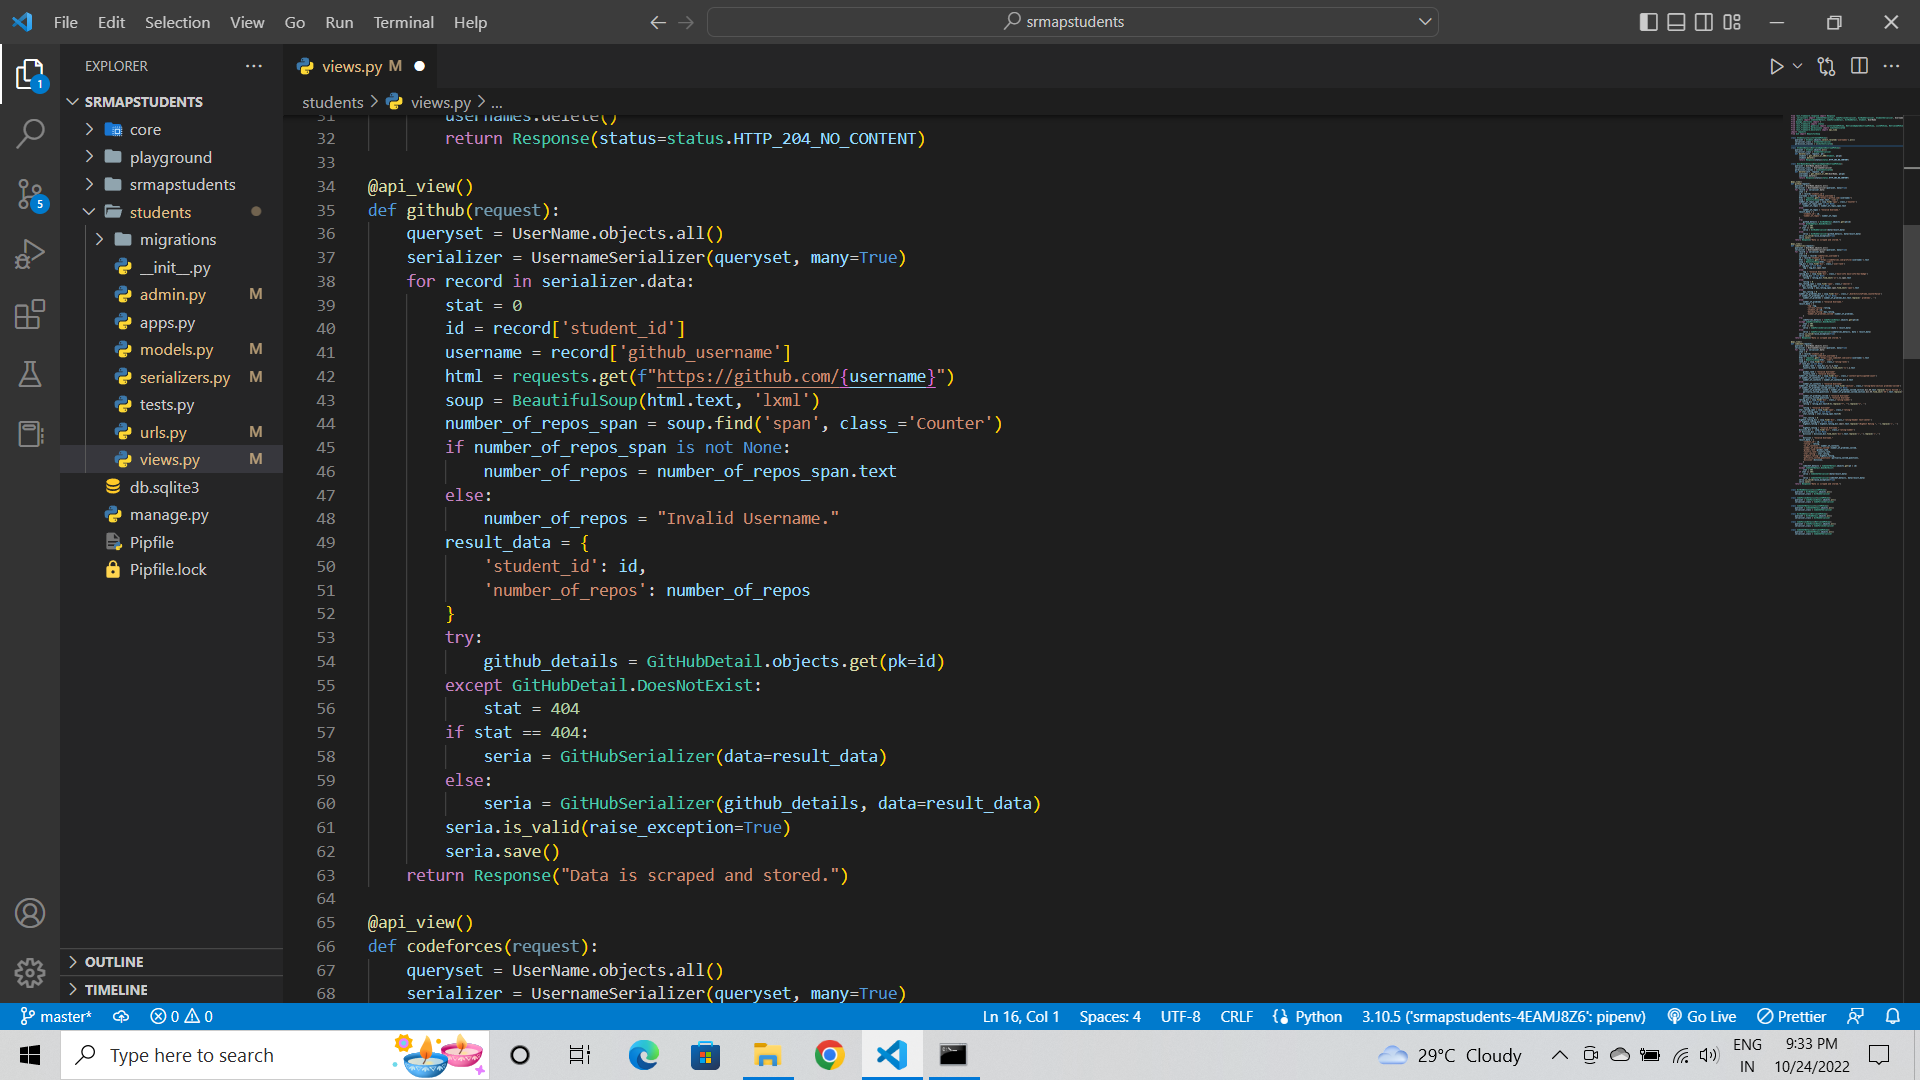 File Edit Selection View Go Run Terminal Help
srmapstudents
EXPLORER
views.py M
SRMAPSTUDENTS
students > views.py > ...
core
playground
srmapstudents
students
migrations
__init__.py
admin.py M
apps.py
models.py M
serializers.py M
tests.py
urls.py M
views.py M
db.sqlite3
manage.py
Pipfile
Pipfile.lock
OUTLINE
TIMELINE
1
5
31 usernames.delete()
32 return Response(status=status.HTTP_204_NO_CONTENT)
33
34 @api_view()
35 def github(request):
36 queryset = UserName.objects.all()
37 serializer = UsernameSerializer(queryset, many=True)
38 for record in serializer.data:
39 stat = 0
40 id = record['student_id']
41 username = record['github_username']
42 html = requests.get(f"https://github.com/{username}")
43 soup = BeautifulSoup(html.text, 'lxml')
44 number_of_repos_span = soup.find('span', class_='Counter')
45 if number_of_repos_span is not None:
46 number_of_repos = number_of_repos_span.text
47 else:
48 number_of_repos = "Invalid Username."
49 result_data = {
50 'student_id': id,
51 'number_of_repos': number_of_repos
52 }
53 try:
54 github_details = GitHubDetail.objects.get(pk=id)
55 except GitHubDetail.DoesNotExist:
56 stat = 404
57 if stat == 404:
58 seria = GitHubSerializer(data=result_data)
59 else:
60 seria = GitHubSerializer(github_details, data=result_data)
61 seria.is_valid(raise_exception=True)
62 seria.save()
63 return Response("Data is scraped and stored.")
64
65 @api_view()
66 def codeforces(request):
67 queryset = UserName.objects.all()
68 serializer = UsernameSerializer(queryset, many=True)
master* 0 0 Ln 16, Col 1 Spaces: 4 UTF-8 CRLF Python 3.10.5 ('srmapstudents-4EAMJ8Z6': pipenv) Go Live Prettier
Type here to search 29°C Cloudy ENG IN 9:33 PM 10/24/2022